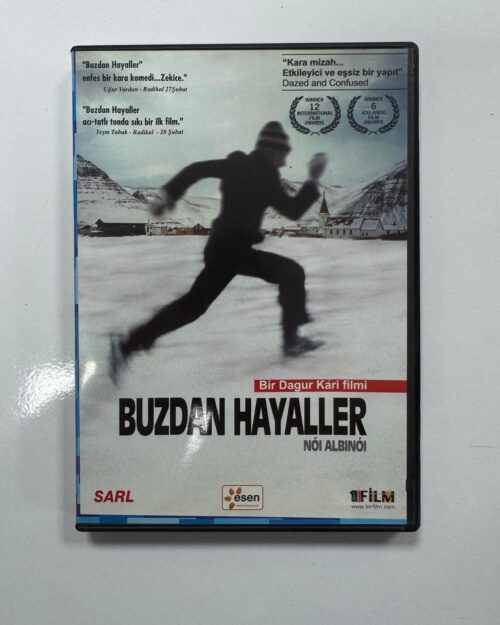 "Buzdan Hayaller"
enfes bir kara komedi...Zekice."
Uğur Vardan - Radikal 27Şubat
"Buzdan Hayaller
acı-tatlı tonda sıkı bir ilk film."
Yeşim Tabak - Radikal - 28 Şubat
"Kara mizah...
Etkileyici ve eşsiz bir yapıt"
Dazed and Confused
WINNER
12
INTERNATIONAL
FILM
AWARDS
WINNER
6
ICELANDIC
FILM
AWARDS
Bir Dagur Kári filmi
BUZDAN HAYALLER
NÓI ALBINÓI
SARL
esen
1FİLM
www.birfilm.com